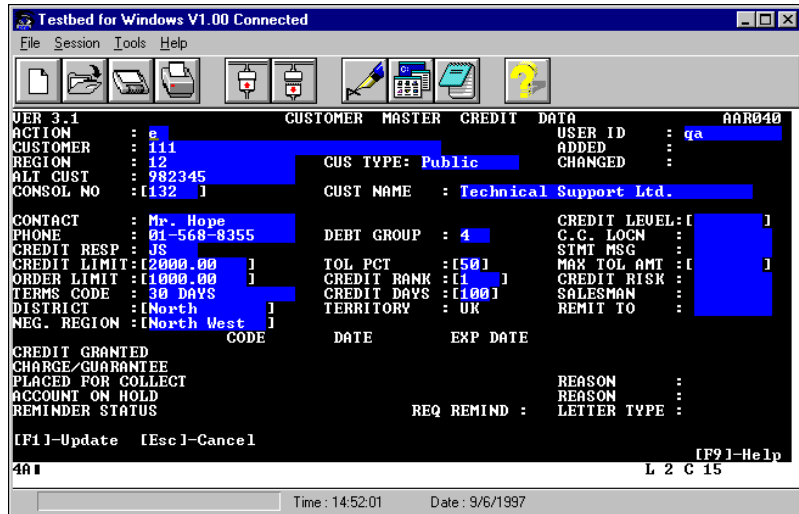 Testbed for Windows V1.00 Connected
File Session Tools Help
VER 3.1 CUSTOMER MASTER CREDIT DATA AAR040
ACTION : e USER ID : qa
CUSTOMER : 111 ADDED :
REGION : 12 CUS TYPE: Public CHANGED :
ALT CUST : 982345
CONSOL NO :[132 ] CUST NAME : Technical Support Ltd.
CONTACT : Mr. Hope CREDIT LEVEL:[ ]
PHONE : 01-568-8355 DEBT GROUP : 4 C.C. LOCN :
CREDIT RESP : JS STMT MSG :
CREDIT LIMIT:[2000.00 ] TOL PCT :[50] MAX TOL AMT :[ ]
ORDER LIMIT :[1000.00 ] CREDIT RANK :[1 ] CREDIT RISK :
TERMS CODE : 30 DAYS CREDIT DAYS :[100] SALESMAN :
DISTRICT :[North ] TERRITORY : UK REMIT TO :
NEG. REGION :[North West ]
CODE DATE EXP DATE
CREDIT GRANTED
CHARGE/GUARANTEE
PLACED FOR COLLECT REASON :
ACCOUNT ON HOLD REASON :
REMINDER STATUS REQ REMIND : LETTER TYPE :
[F1]-Update [Esc]-Cancel
[F9]-Help
4A L 2 C 15
Time : 14:52:01 Date : 9/6/1997